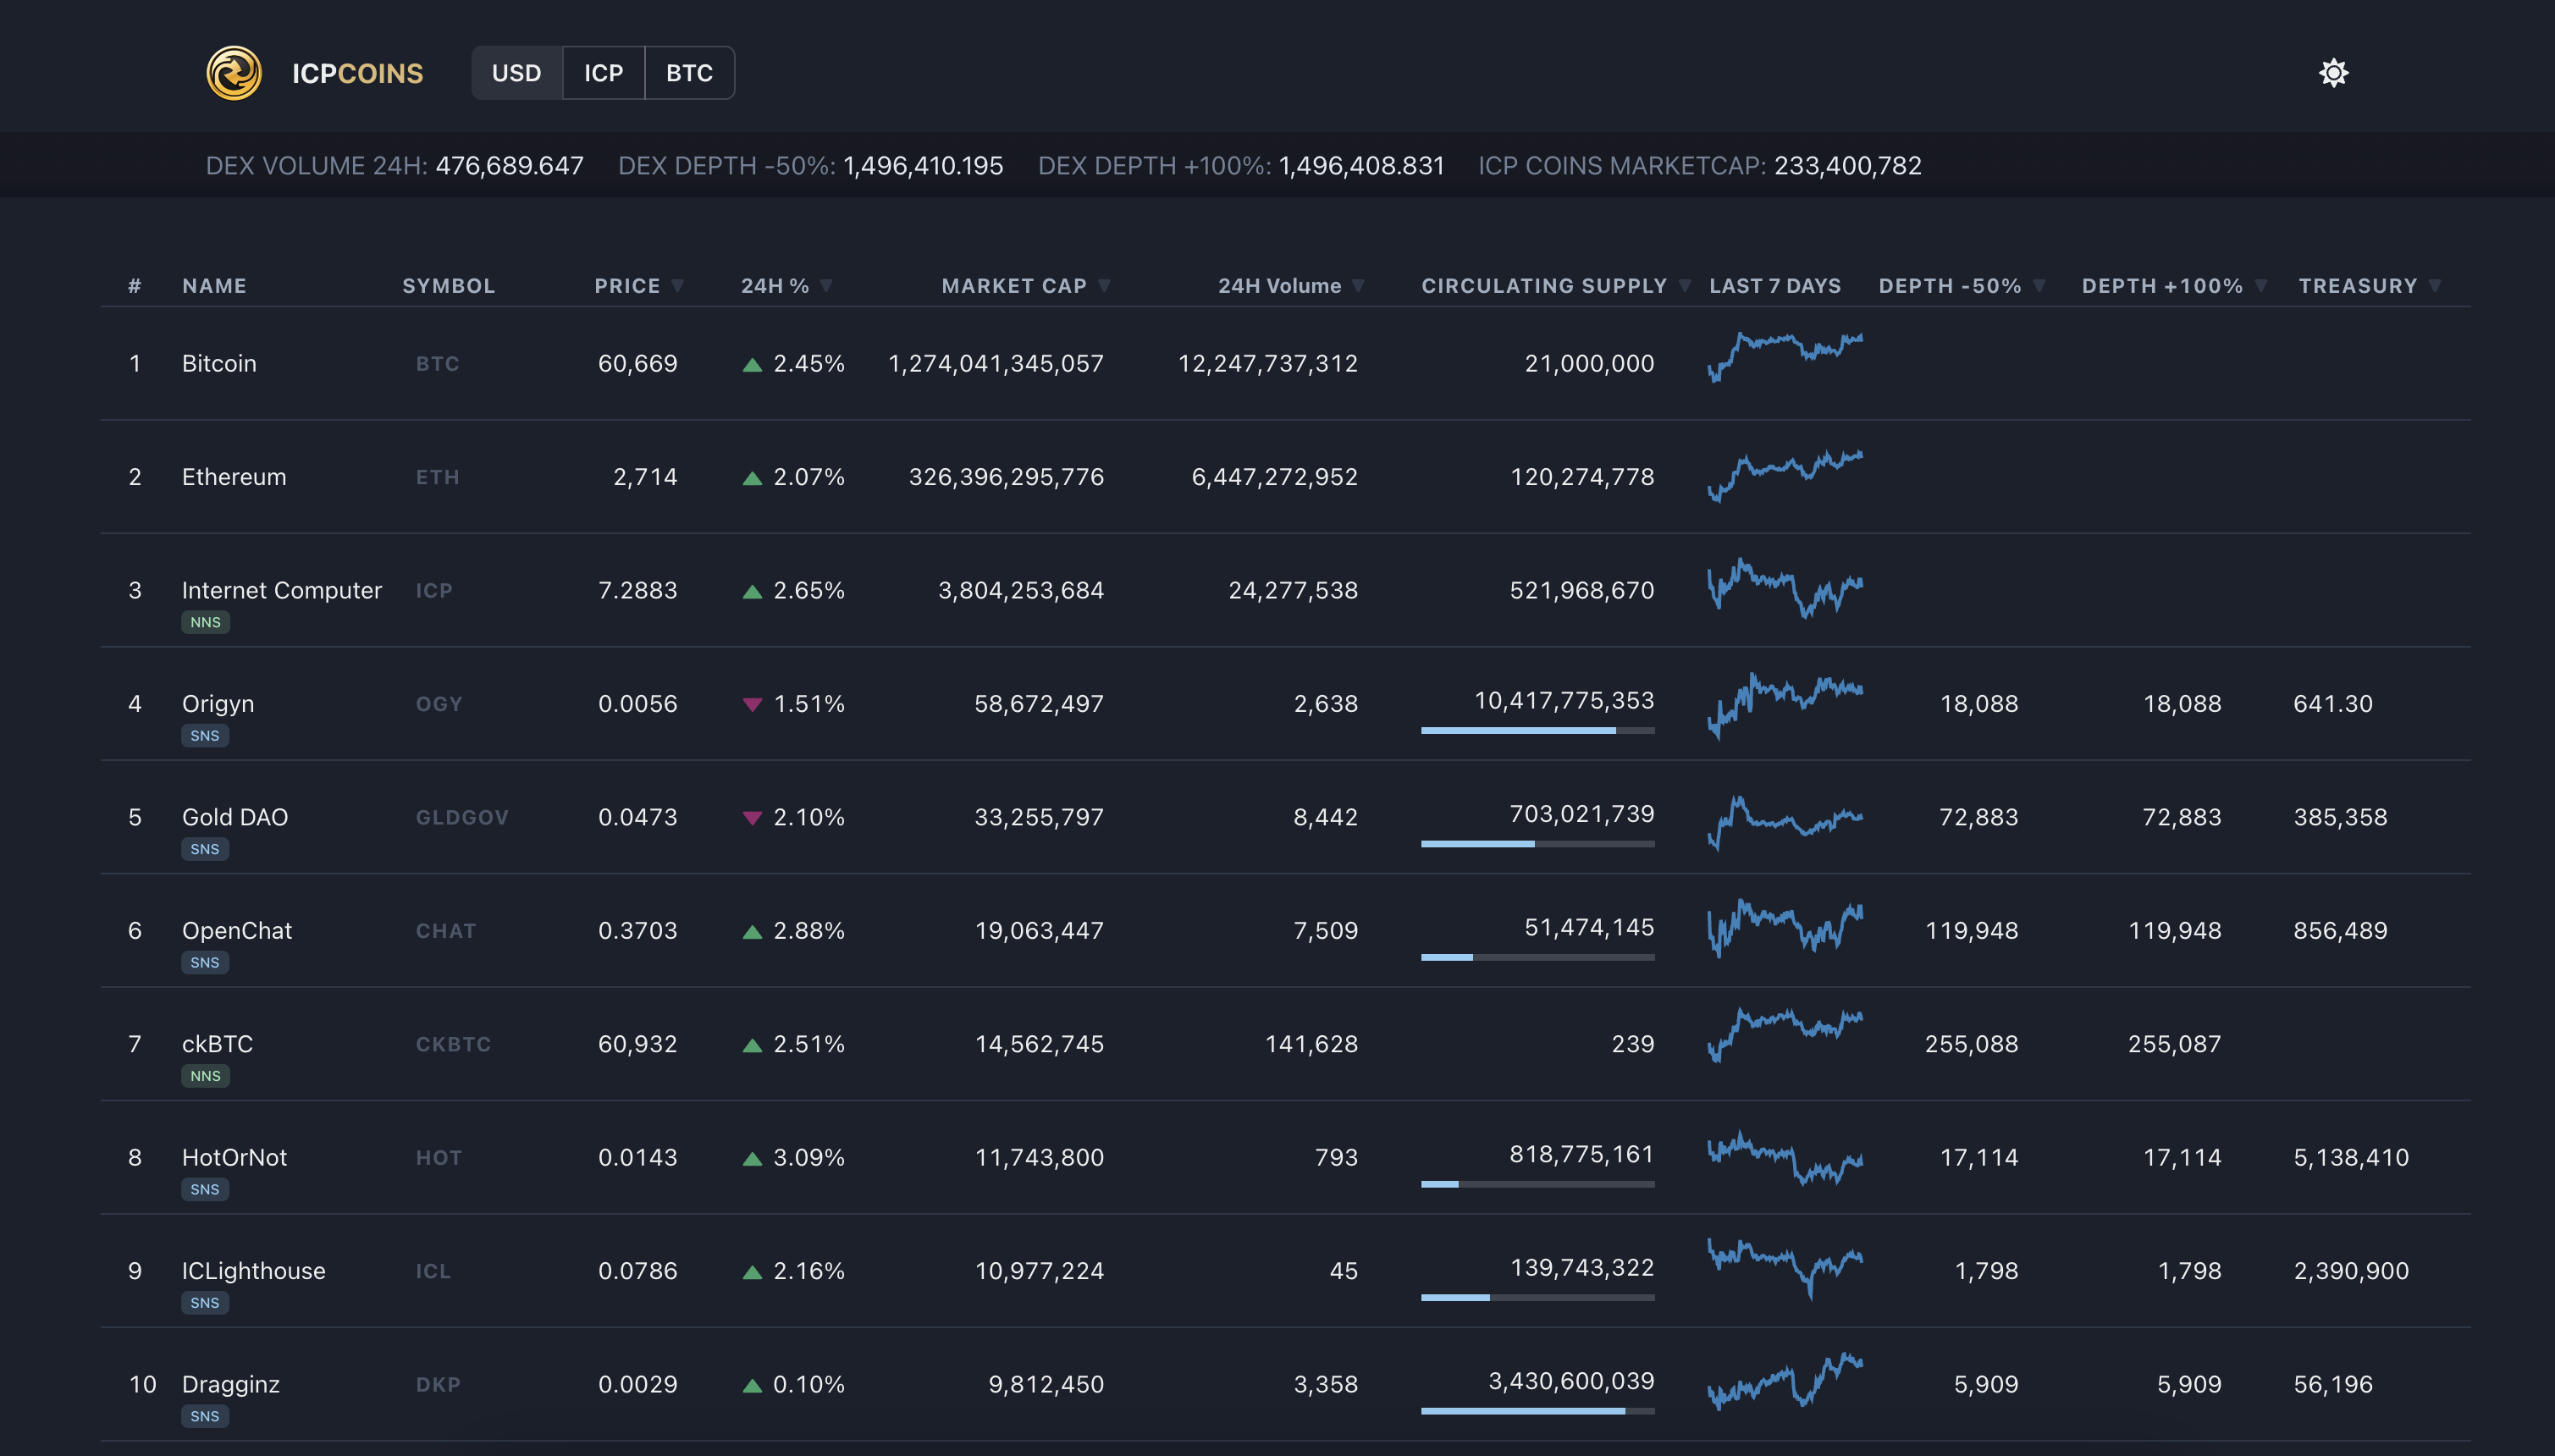 ICPCOINS USD ICP BTC
DEX VOLUME 24H: 476,689.647 DEX DEPTH -50%: 1,496,410.195 DEX DEPTH +100%: 1,496,408.831 ICP COINS MARKETCAP: 233,400,782
# NAME SYMBOL PRICE ▼ 24H % ▼ MARKET CAP ▼ 24H Volume ▼ CIRCULATING SUPPLY ▼ LAST 7 DAYS DEPTH -50% ▼ DEPTH +100% ▼ TREASURY ▼
1 Bitcoin BTC 60,669 ▲ 2.45% 1,274,041,345,057 12,247,737,312 21,000,000
2 Ethereum ETH 2,714 ▲ 2.07% 326,396,295,776 6,447,272,952 120,274,778
3 Internet Computer ICP 7.2883 ▲ 2.65% 3,804,253,684 24,277,538 521,968,670
NNS
4 Origyn OGY 0.0056 ▼ 1.51% 58,672,497 2,638 10,417,775,353 18,088 18,088 641.30
SNS
5 Gold DAO GLDGOV 0.0473 ▼ 2.10% 33,255,797 8,442 703,021,739 72,883 72,883 385,358
SNS
6 OpenChat CHAT 0.3703 ▲ 2.88% 19,063,447 7,509 51,474,145 119,948 119,948 856,489
SNS
7 ckBTC CKBTC 60,932 ▲ 2.51% 14,562,745 141,628 239 255,088 255,087
NNS
8 HotOrNot HOT 0.0143 ▲ 3.09% 11,743,800 793 818,775,161 17,114 17,114 5,138,410
SNS
9 ICLighthouse ICL 0.0786 ▲ 2.16% 10,977,224 45 139,743,322 1,798 1,798 2,390,900
SNS
10 Dragginz DKP 0.0029 ▲ 0.10% 9,812,450 3,358 3,430,600,039 5,909 5,909 56,196
SNS